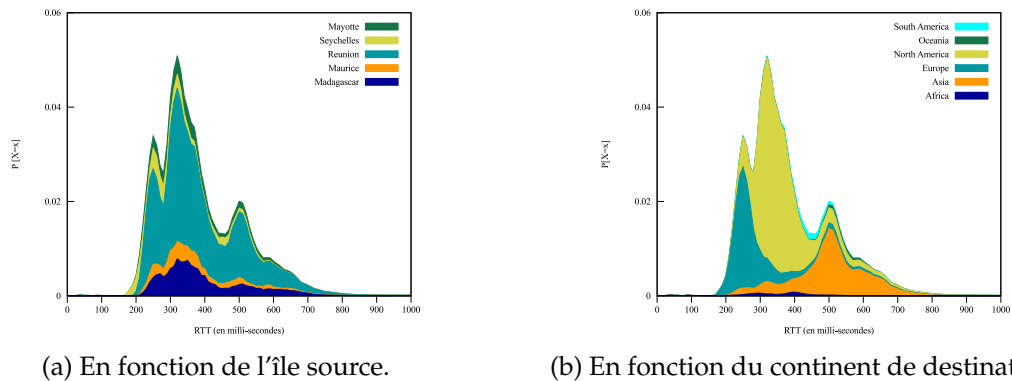 0.06
0.04
0.02
0
0 100 200 300 400 500 600 700 800 900 1000
P [X=x]
RTT (en milli-secondes)
Mayotte
Seychelles
Reunion
Maurice
Madagascar
(a) En fonction de l'île source.
0.06
0.04
0.02
0
0 100 200 300 400 500 600 700 800 900 1000
P[X=x]
RTT (en milli-secondes)
South America
Oceania
North America
Europe
Asia
Africa
(b) En fonction du continent de destinat